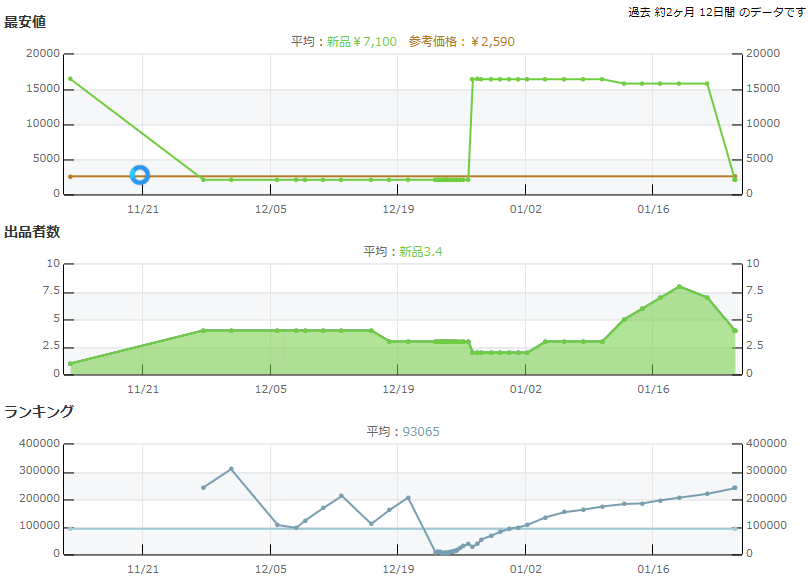 過去 約2ヶ月 12日間 のデータです
最安値
平均：新品￥7,100 参考価格：￥2,590
20000 20000
15000 15000
10000 10000
5000 5000
0 0
11/21 12/05 12/19 01/02 01/16
出品者数
平均：新品3.4
10 10
7.5 7.5
5 5
2.5 2.5
0 0
11/21 12/05 12/19 01/02 01/16
ランキング
平均：93065
400000 400000
300000 300000
200000 200000
100000 100000
0 0
11/21 12/05 12/19 01/02 01/16